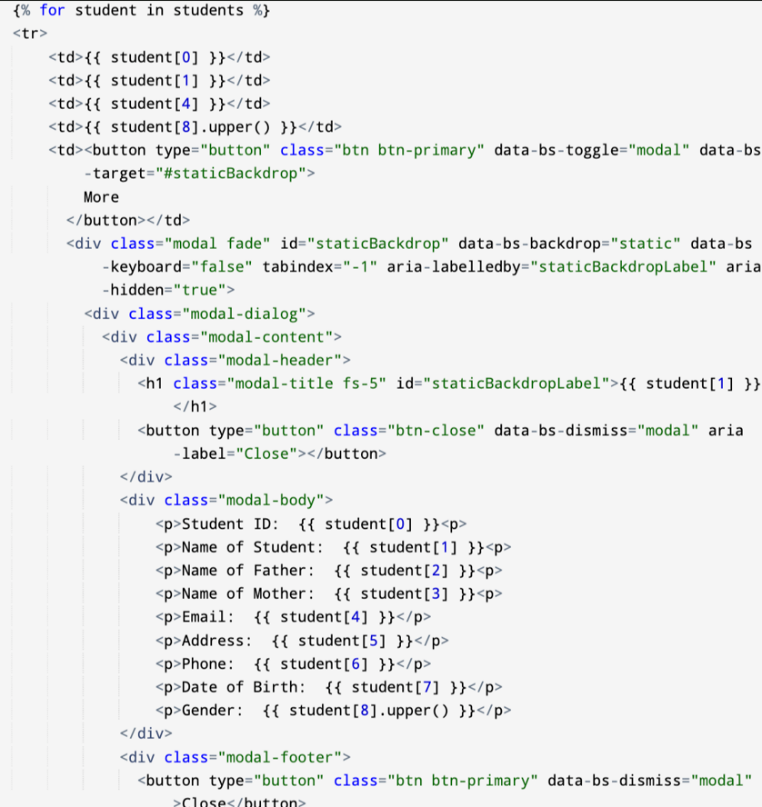 {% for student in students %}
<tr>
<td>{{ student[0] }}</td>
<td>{{ student[1] }}</td>
<td>{{ student[4] }}</td>
<td>{{ student[8].upper() }}</td>
<td><button type="button" class="btn btn-primary" data-bs-toggle="modal" data-bs
-target="#staticBackdrop">
More
</button></td>
<div class="modal fade" id="staticBackdrop" data-bs-backdrop="static" data-bs
-keyboard="false" tabindex="-1" aria-labelledby="staticBackdropLabel" aria
-hidden="true">
<div class="modal-dialog">
<div class="modal-content">
<div class="modal-header">
<h1 class="modal-title fs-5" id="staticBackdropLabel">{{ student[1] }}
</h1>
<button type="button" class="btn-close" data-bs-dismiss="modal" aria
-label="Close"></button>
</div>
<div class="modal-body">
<p>Student ID:  {{ student[0] }}<p>
<p>Name of Student:  {{ student[1] }}<p>
<p>Name of Father:  {{ student[2] }}<p>
<p>Name of Mother:  {{ student[3] }}<p>
<p>Email:  {{ student[4] }}</p>
<p>Address:  {{ student[5] }}</p>
<p>Phone:  {{ student[6] }}</p>
<p>Date of Birth:  {{ student[7] }}</p>
<p>Gender:  {{ student[8].upper() }}</p>
</div>
<div class="modal-footer">
<button type="button" class="btn btn-primary" data-bs-dismiss="modal"
>Close</button>